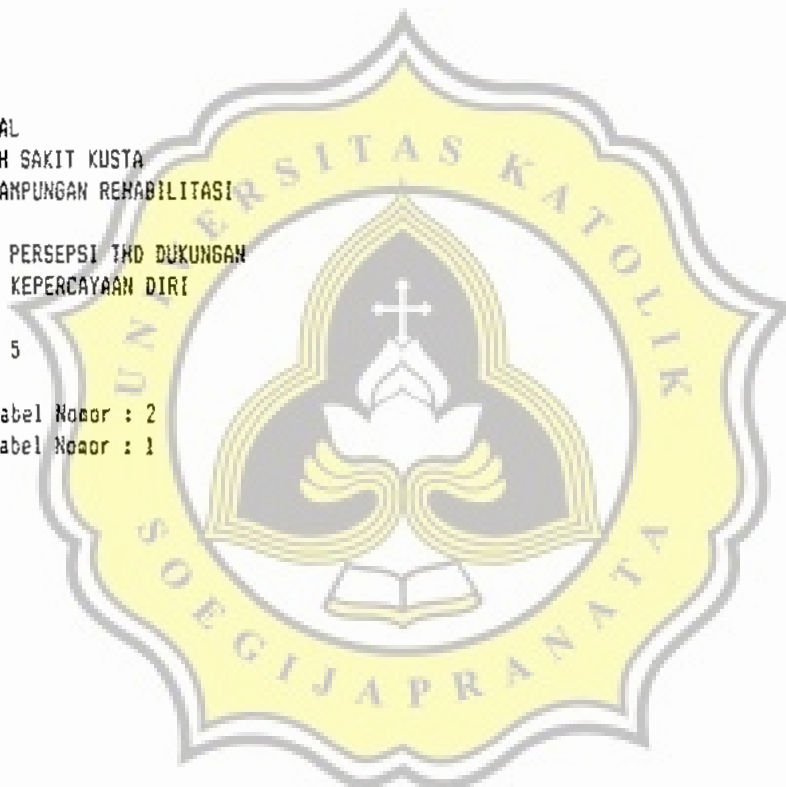 AL
H SAKIT KUSTA
AMPUNGAN REHABILITASI
PERSEPSI THD DUKUNGAN
KEPERCAYAAN DIRI
5
abel Nomor : 2
abel Nomor : 1
UNIVERSITAS KATOLIK
SOEGIJAPRANATA